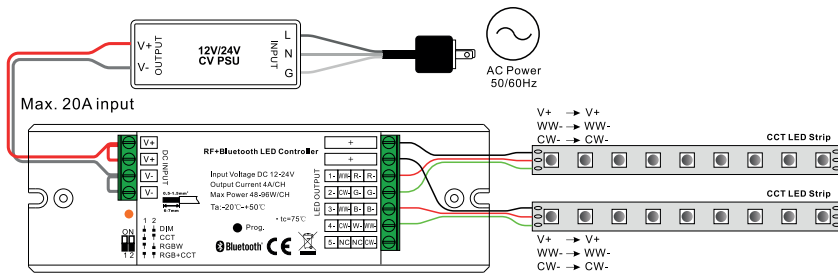 V+
V-
OUTPUT
12V/24V
CV PSU
INPUT
L
N
G
AC Power
50/60Hz
Max. 20A input
V+
V+
V-
V-
DC INPUT
0.5-1.5mm²
6-7mm
ON
1 2
1 2
DIM
CCT
RGBW
RGB+CCT
RF+Bluetooth LED Controller
Input Voltage DC 12-24V
Output Current 4A/CH
Max Power 48-96W/CH
Ta:-20℃-+50℃
• tc=75℃
Prog.
Bluetooth®
CE
LED OUTPUT
+
+
1- WW- R- R-
2- CW- G- G-
3- WW- B- B-
4- CW- W- WW-
5- NC NC CW-
V+ → V+
WW- → WW-
CW- → CW-
CCT LED Strip
CCT LED Strip
V+ → V+
WW- → WW-
CW- → CW-